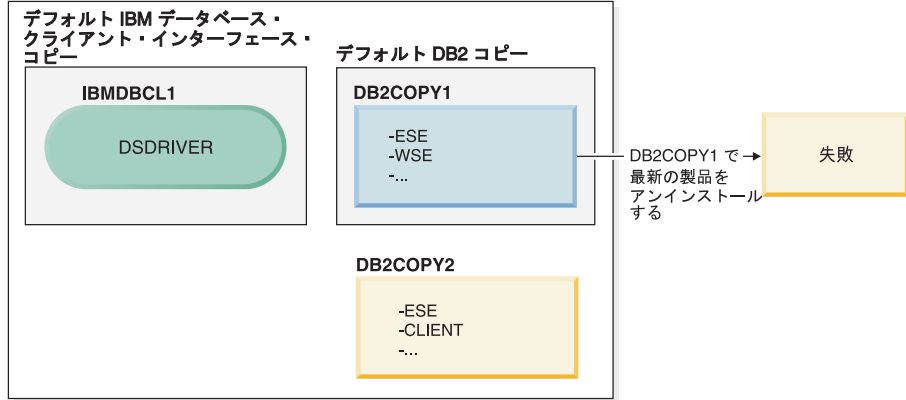 デフォルト IBM データベース・
クライアント・インターフェース・
コピー
IBMDBCL1
DSDRIVER
デフォルト DB2 コピー
DB2COPY1
-ESE
-WSE
-...
DB2COPY1 で
最新の製品を
アンインストール
する
失敗
DB2COPY2
-ESE
-CLIENT
-...